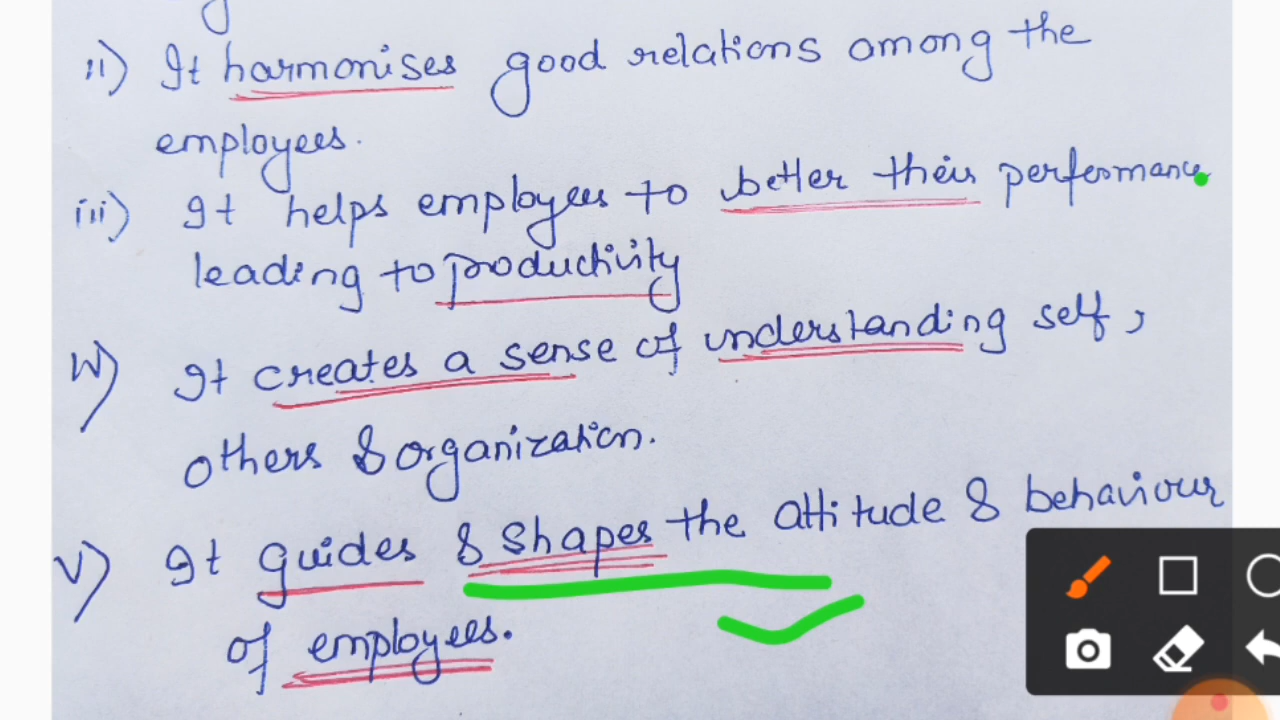 ii) It harmonises good relations among the
employees.
iii) It helps employees to better their performance
leading to productivity
iv) It creates a sense of understanding self,
others & organization.
v) It guides & shapes the attitude & behaviour
of employees.